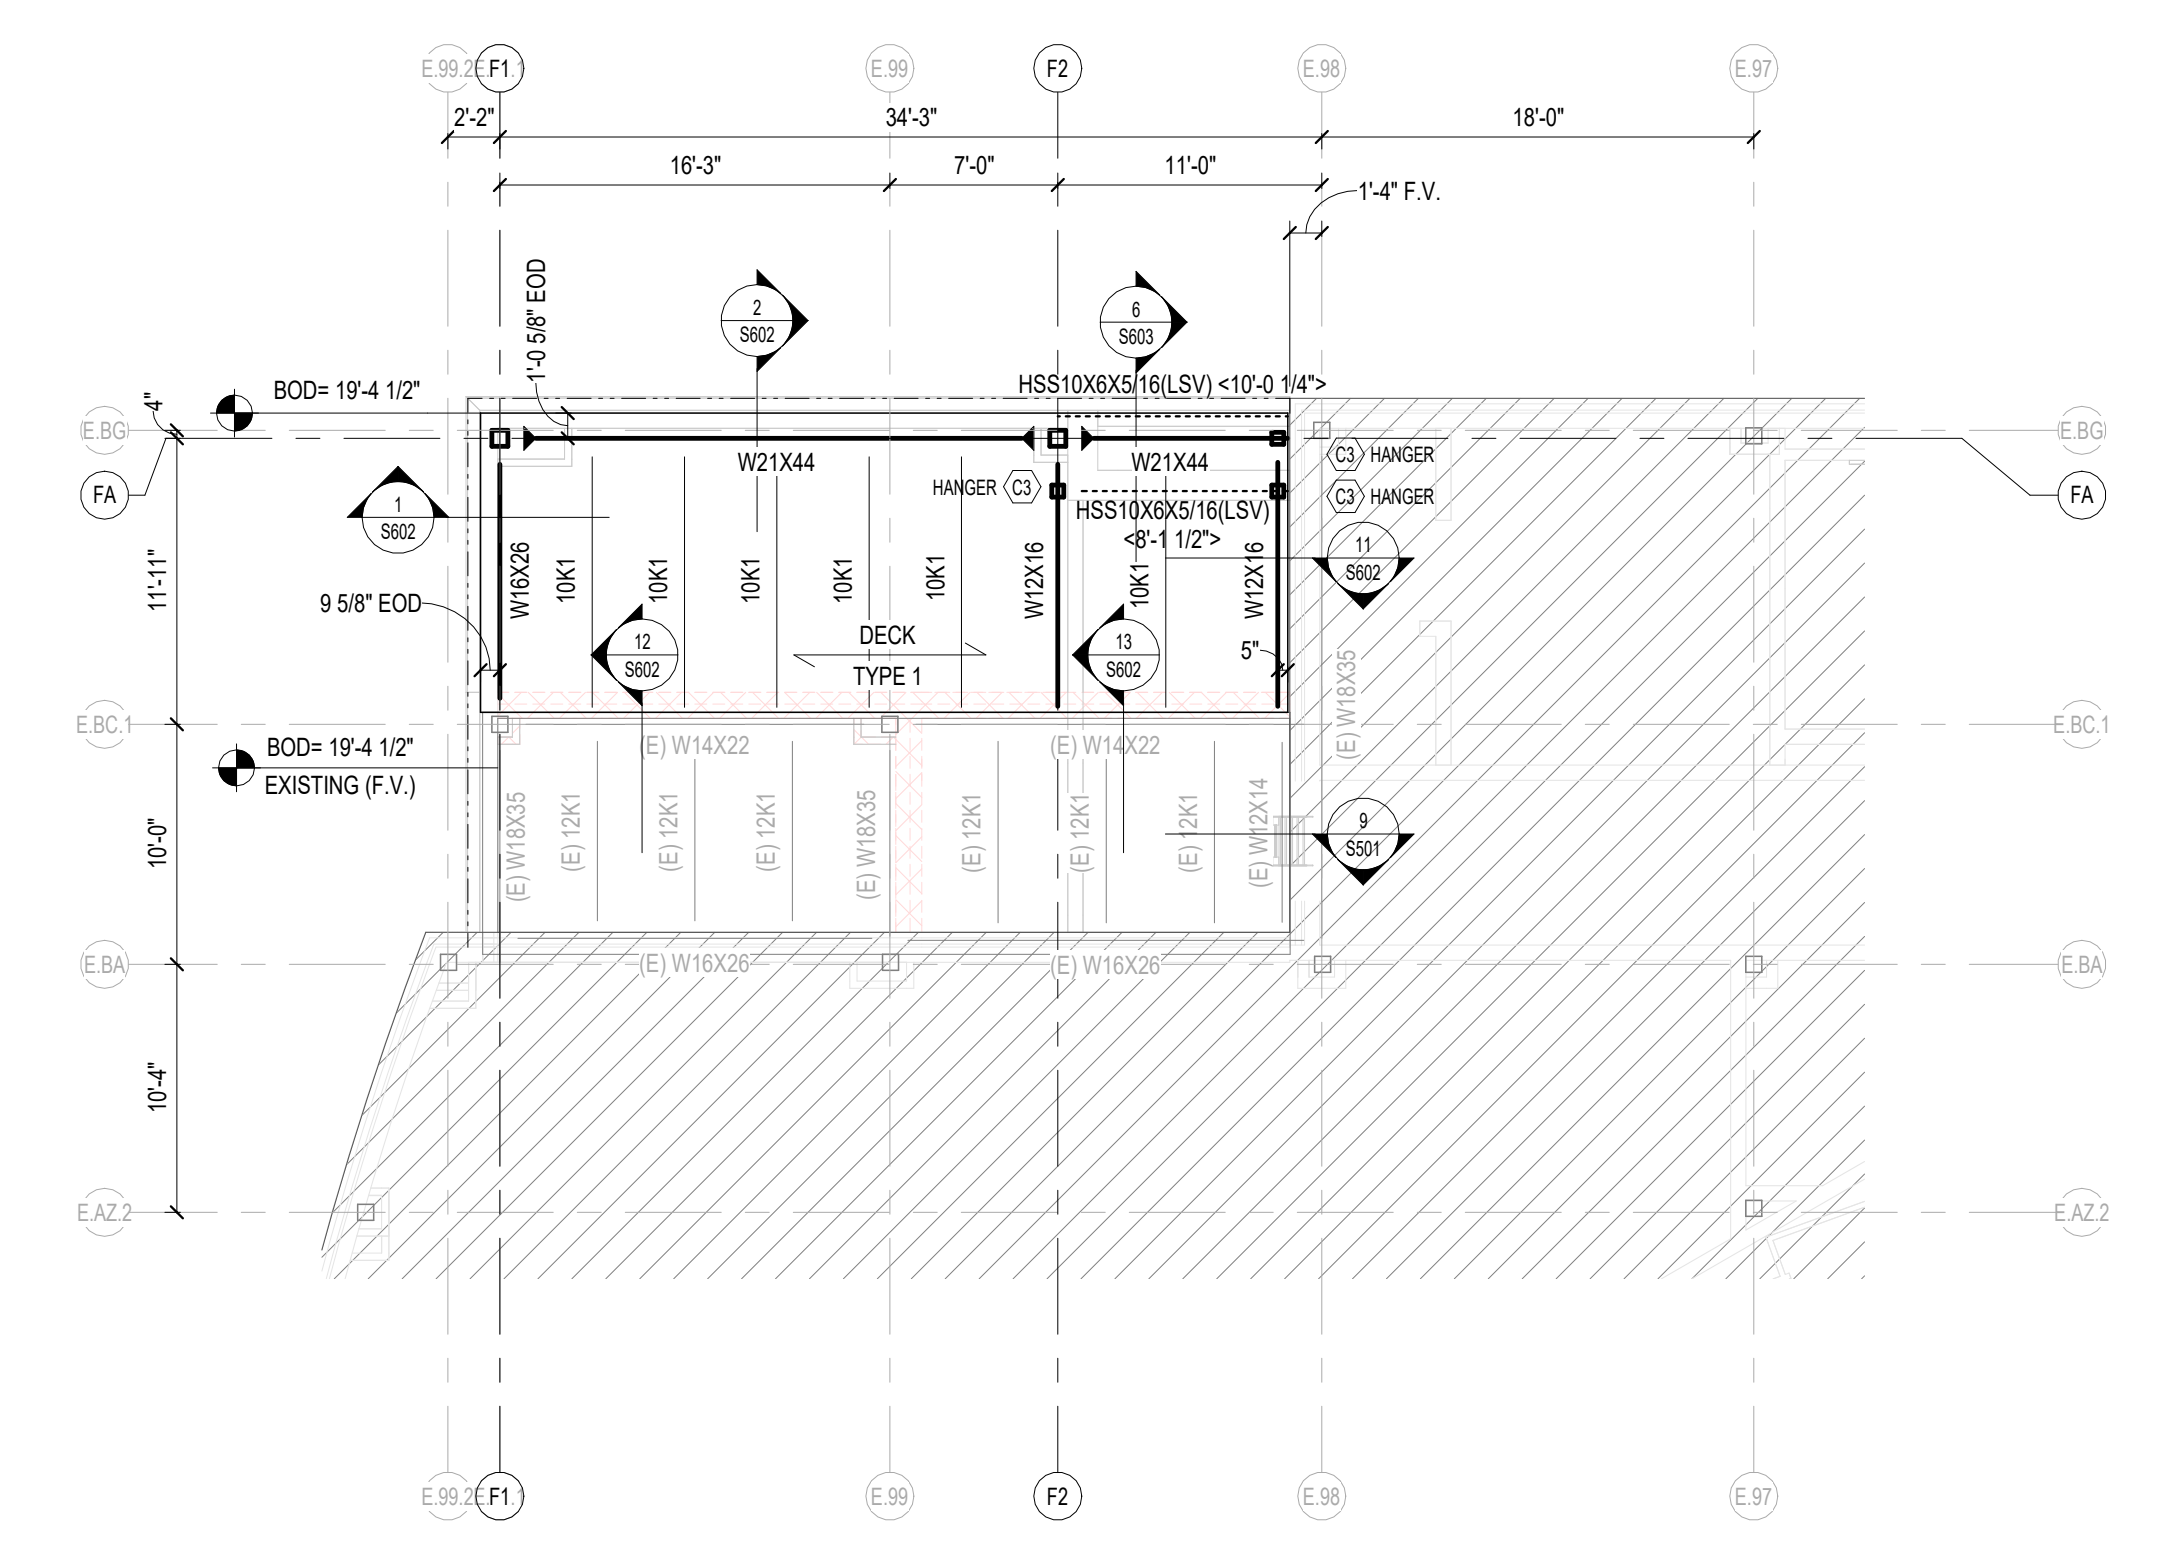 E.99.2
F1
E.99
F2
E.98
E.97
2'-2"
34'-3"
18'-0"
16'-3"
7'-0"
11'-0"
1'-4" F.V.
1'-0 5/8" EOD
2
S602
6
S603
BOD= 19'-4 1/2"
HSS10X6X5/16(LSV) <10'-0 1/4">
4"
E.BG
E.BG
W21X44
W21X44
C3 HANGER
HANGER C3
C3 HANGER
FA
FA
1
S602
HSS10X6X5/16(LSV)
<8'-1 1/2">
11
S602
11'-11"
W16X26
10K1
10K1
10K1
10K1
10K1
W12X16
10K1
W12X16
9 5/8" EOD
12
S602
DECK
TYPE 1
13
S602
5"
(E) W18X35
E.BC.1
E.BC.1
(E) W14X22
(E) W14X22
BOD= 19'-4 1/2"
EXISTING (F.V.)
10'-0"
(E) W18X35
(E) 12K1
(E) 12K1
(E) 12K1
(E) W18X35
(E) 12K1
(E) 12K1
(E) 12K1
(E) W12X14
9
S501
E.BA
(E) W16X26
(E) W16X26
E.BA
10'-4"
E.AZ.2
E.AZ.2
E.99.2
F1
E.99
F2
E.98
E.97